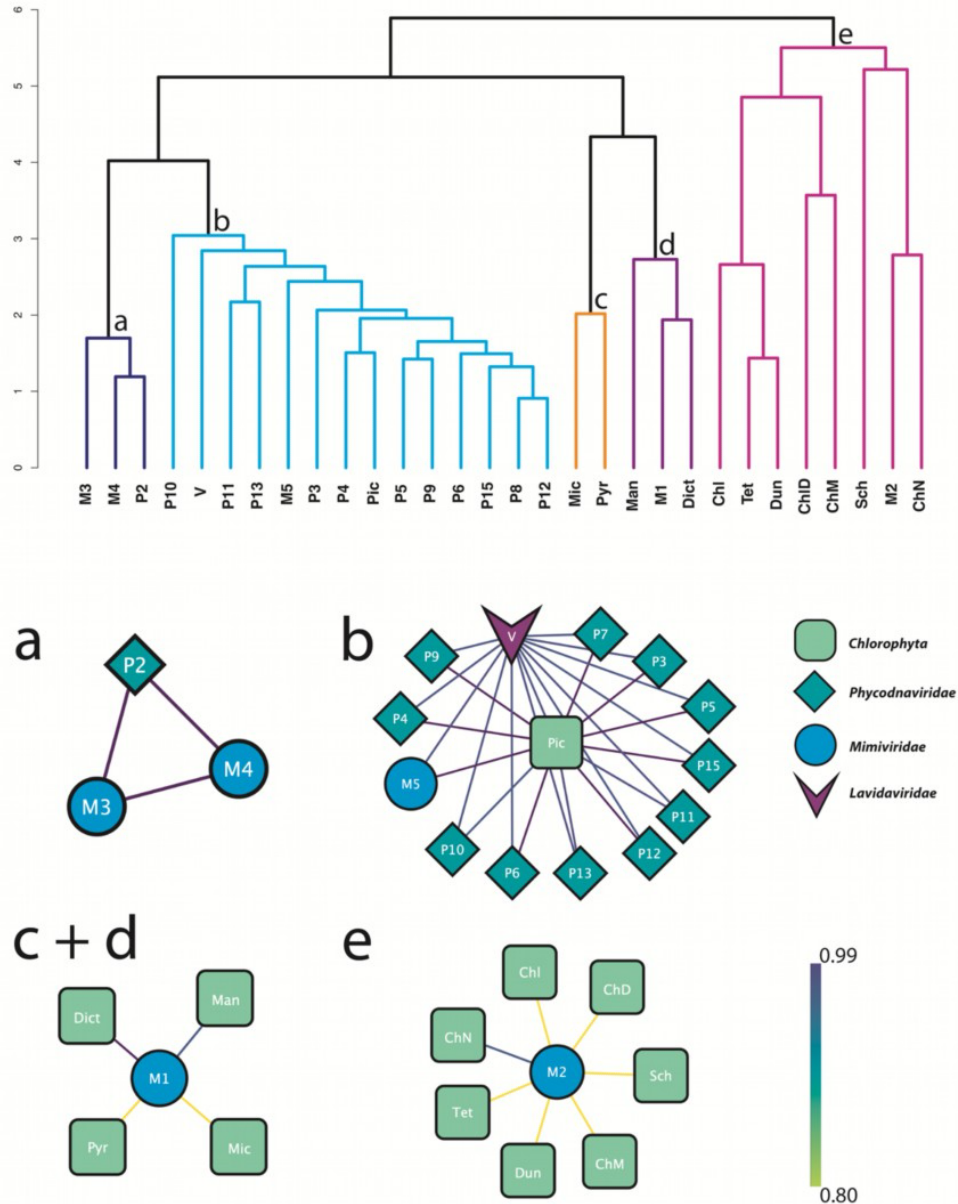 6
5
4
3
2
1
0
e
b
d
a
c
M3 M4 P2 P10 V P11 P13 M5 P3 P4 Pic P5 P9 P6 P15 P8 P12 Mic Pyr Man M1 Dict Chl Tet Dun ChlD ChM Sch M2 ChN
a
P2
M4
M3
b
V
P9
P7
P3
P4
P5
Pic
M5
P15
P11
P10
P12
P6
P13
Chlorophyta
Phycodnaviridae
Mimiviridae
Lavidaviridae
c + d
Dict
Man
M1
Pyr
Mic
e
Chl
ChD
ChN
M2
Sch
Tet
Dun
ChM
0.99
0.80